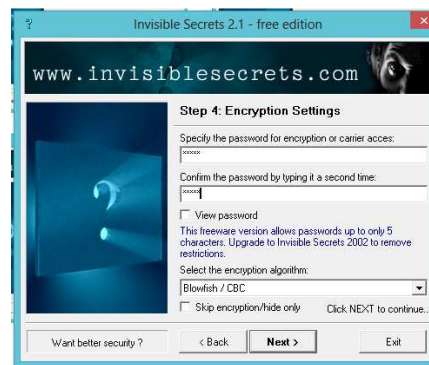 ?
Invisible Secrets 2.1 - free edition
x
www.invisiblesecrets.com
Step 4: Encryption Settings
Specify the password for encryption or carrier acces:
xxxxx
Confirm the password by typing it a second time:
xxxxx
View password
This freeware version allows passwords up to only 5
characters. Upgrade to Invisible Secrets 2002 to remove
restrictions.
Select the encryption algorithm:
Blowfish / CBC
Skip encryption/hide only
Click NEXT to continue..
Want better security ?
< Back
Next >
Exit